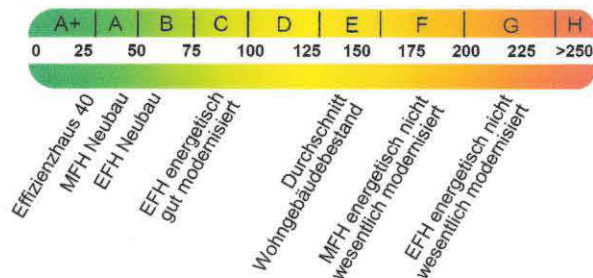 A+ A B C D E F G H
0 25 50 75 100 125 150 175 200 225 >250
Effizienzhaus 40
MFH Neubau
EFH Neubau
EFH energetisch
gut modernisiert
Durchschnitt
Wohngebäudebestand
MFH energetisch nicht
wesentlich modernisiert
EFH energetisch nicht
wesentlich modernisiert